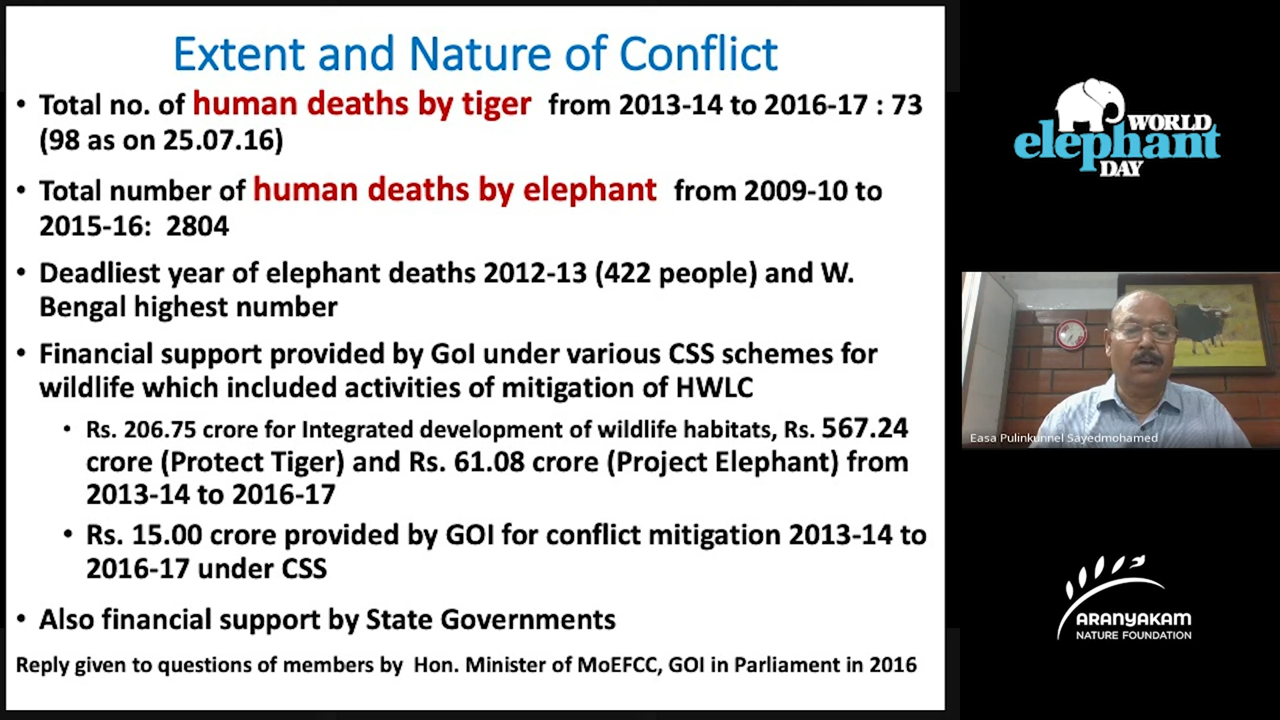 Extent and Nature of Conflict
• Total no. of human deaths by tiger from 2013-14 to 2016-17 : 73
(98 as on 25.07.16)
• Total number of human deaths by elephant from 2009-10 to
2015-16: 2804
• Deadliest year of elephant deaths 2012-13 (422 people) and W.
Bengal highest number
• Financial support provided by GoI under various CSS schemes for
wildlife which included activities of mitigation of HWLC
• Rs. 206.75 crore for Integrated development of wildlife habitats, Rs. 567.24
crore (Protect Tiger) and Rs. 61.08 crore (Project Elephant) from
2013-14 to 2016-17
• Rs. 15.00 crore provided by GOI for conflict mitigation 2013-14 to
2016-17 under CSS
• Also financial support by State Governments
Reply given to questions of members by Hon. Minister of MoEFCC, GOI in Parliament in 2016
WORLD
elephant
DAY
Easa Pulinkunnel Sayedmohamed
ARANYAKAM
NATURE FOUNDATION